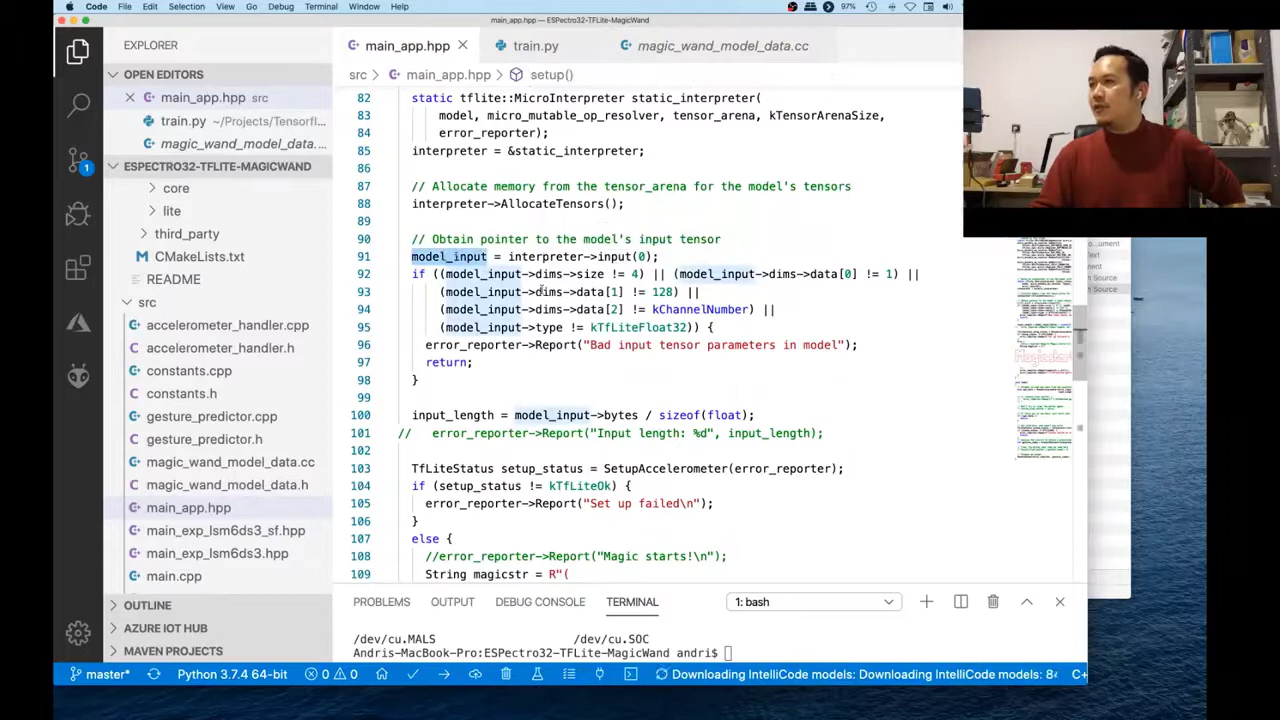 Code File Edit Selection View Go Debug Terminal Window Help 97%
main_app.hpp — ESPectro32-TFLite-MagicWand
EXPLORER
OPEN EDITORS
main_app.hpp src
train.py ~/Projects/Tensorfl...
magic_wand_model_data....
ESPECTRO32-TFLITE-MAGICWAND
core
lite
third_party
CMakeLists.txt
README
src
accelerometer_handler.cpp
accelerometer_handler.h
constants.cpp
constants.h
gesture_predictor.cpp
gesture_predictor.h
magic_wand_model_data.cc
magic_wand_model_data.h
main_app.hpp
main_exp_lsm6ds3_sf.hpp
main_exp_lsm6ds3.hpp
main.cpp
OUTLINE
AZURE IOT HUB
MAVEN PROJECTS
1
main_app.hpp train.py magic_wand_model_data.cc
src > main_app.hpp > setup()
82 static tflite::MicroInterpreter static_interpreter(
83 model, micro_mutable_op_resolver, tensor_arena, kTensorArenaSize,
84 error_reporter);
85 interpreter = &static_interpreter;
86
87 // Allocate memory from the tensor_arena for the model's tensors
88 interpreter->AllocateTensors();
89
90 // Obtain pointer to the model's input tensor
91 model_input = interpreter->input(0);
92 if ((model_input->dims->size != 4) || (model_input->dims->data[0] != 1) ||
93 (model_input->dims->data[1] != 128) ||
94 (model_input->dims->data[2] != kChannelNumber) ||
95 (model_input->type != kTfLiteFloat32)) {
96 error_reporter->Report("Bad input tensor parameters in model");
97 return;
98 }
99
100 input_length = model_input->bytes / sizeof(float);
101 // error_reporter->Report("Input length: %d", input_length);
102
103 TfLiteStatus setup_status = SetupAccelerometer(error_reporter);
104 if (setup_status != kTfLiteOk) {
105 error_reporter->Report("Set up failed\n");
106 }
107 else {
108 //error_reporter->Report("Magic starts!\n");
109 String magicstr = R"(
PROBLEMS OUTPUT DEBUG CONSOLE TERMINAL 1: bash
/dev/cu.MALS /dev/cu.SOC
Andris-MacBook-Pro:ESPectro32-TFLite-MagicWand andri$
master* Python 3.7.4 64-bit 0 0 Downloading IntelliCode models: Downloading IntelliCode models: 8 C+